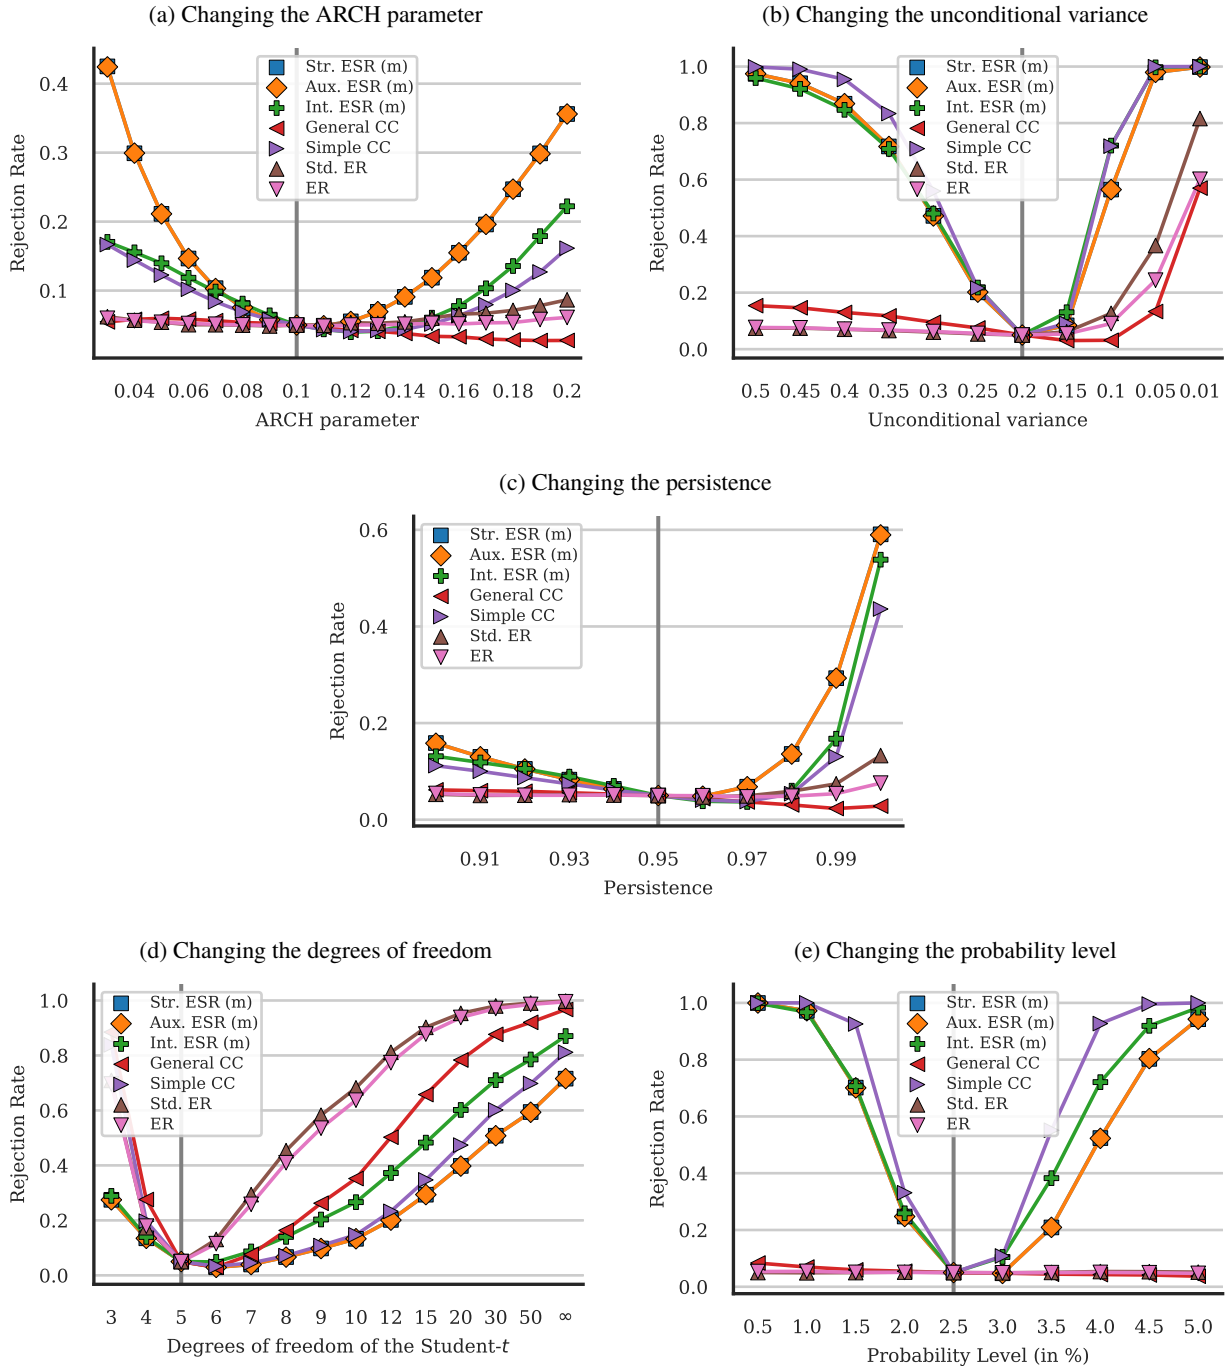 (a) Changing the ARCH parameter
Rejection Rate
0.4
0.3
0.2
0.1
Str. ESR (m)
Aux. ESR (m)
Int. ESR (m)
General CC
Simple CC
Std. ER
ER
0.04 0.06 0.08 0.1 0.12 0.14 0.16 0.18 0.2
ARCH parameter
(b) Changing the unconditional variance
Rejection Rate
1.0
0.8
0.6
0.4
0.2
0.0
Str. ESR (m)
Aux. ESR (m)
Int. ESR (m)
General CC
Simple CC
Std. ER
ER
0.5 0.45 0.4 0.35 0.3 0.25 0.2 0.15 0.1 0.05 0.01
Unconditional variance
(c) Changing the persistence
Rejection Rate
0.6
0.4
0.2
0.0
Str. ESR (m)
Aux. ESR (m)
Int. ESR (m)
General CC
Simple CC
Std. ER
ER
0.91 0.93 0.95 0.97 0.99
Persistence
(d) Changing the degrees of freedom
Rejection Rate
1.0
0.8
0.6
0.4
0.2
0.0
Str. ESR (m)
Aux. ESR (m)
Int. ESR (m)
General CC
Simple CC
Std. ER
ER
3 4 5 6 7 8 9 10 12 15 20 30 50 ∞
Degrees of freedom of the Student-t
(e) Changing the probability level
Rejection Rate
1.0
0.8
0.6
0.4
0.2
0.0
Str. ESR (m)
Aux. ESR (m)
Int. ESR (m)
General CC
Simple CC
Std. ER
ER
0.5 1.0 1.5 2.0 2.5 3.0 3.5 4.0 4.5 5.0
Probability Level (in %)